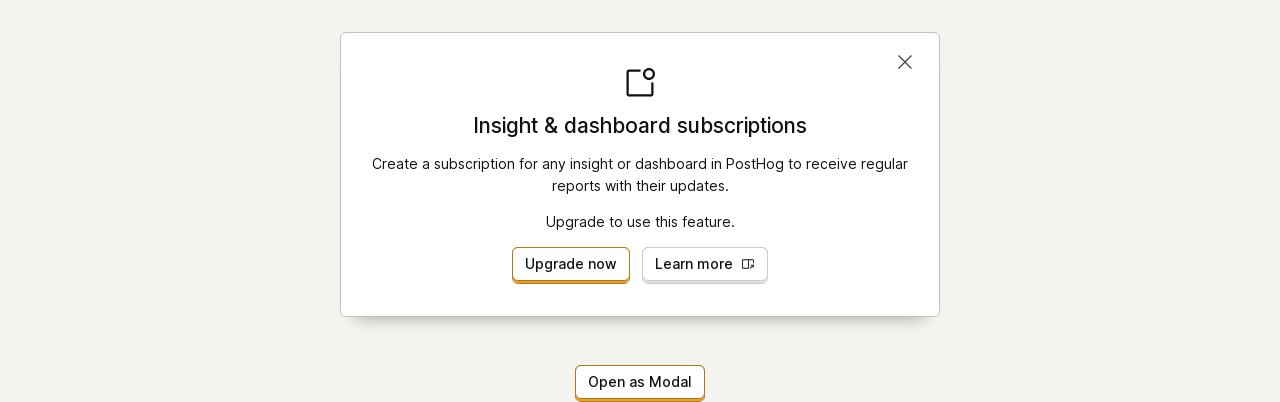 Insight & dashboard subscriptions
Create a subscription for any insight or dashboard in PostHog to receive regular
reports with their updates.
Upgrade to use this feature.
Upgrade now
Learn more
Open as Modal